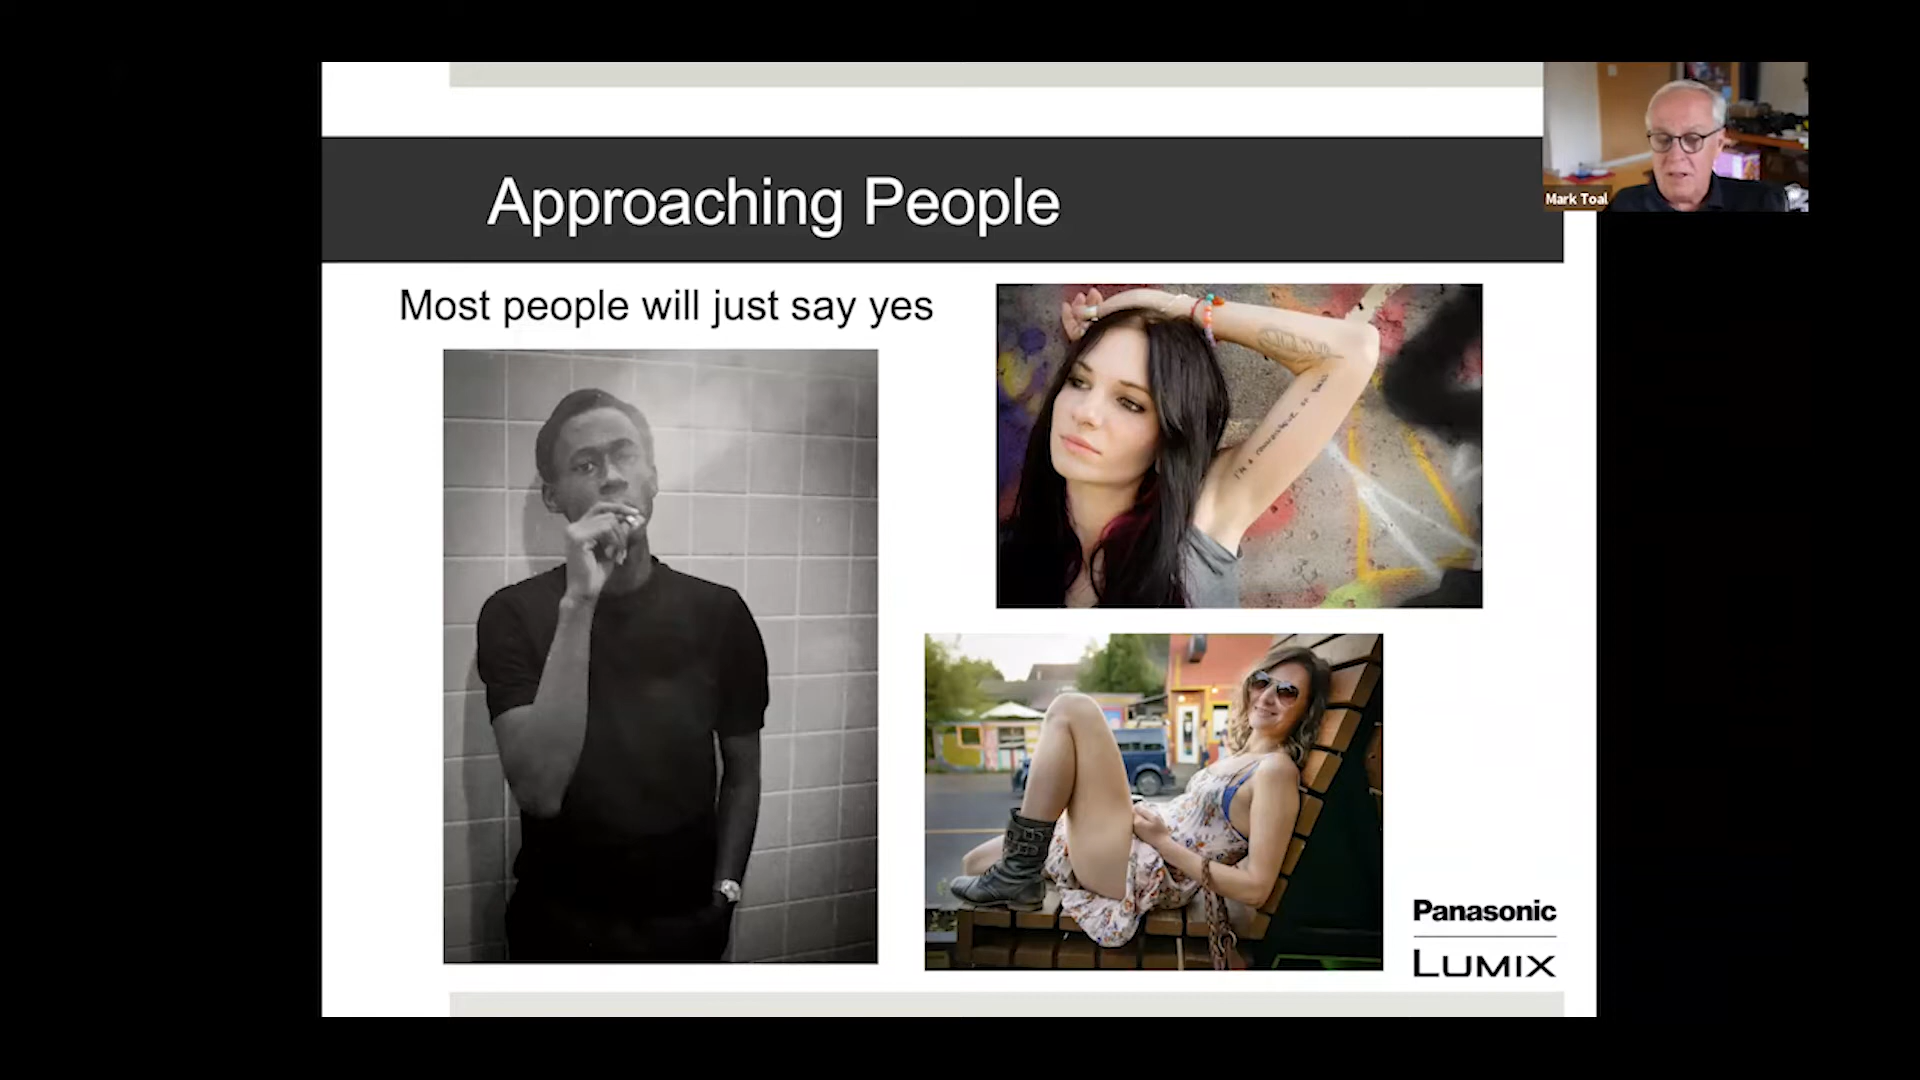 Approaching People
Mark Toal
Most people will just say yes
Panasonic
LUMIX